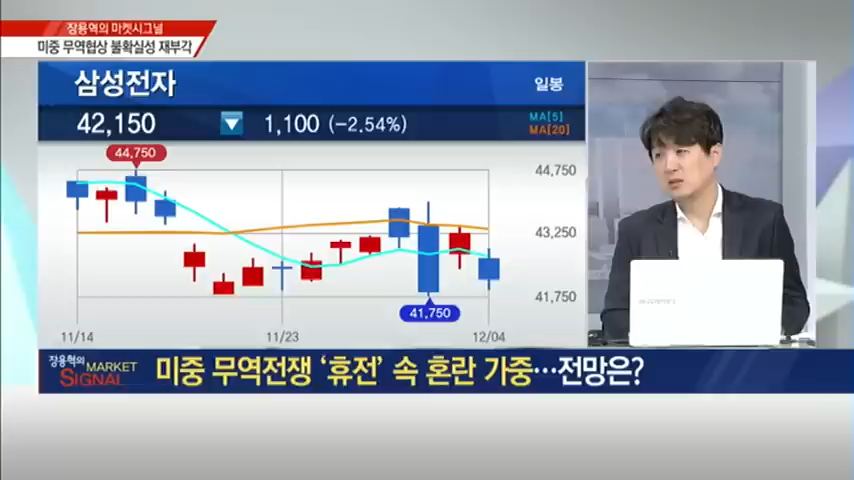 장용혁의 마켓시그널
미중 무역협상 불확실성 재부각
삼성전자
일봉
42,150 ▼ 1,100 (-2.54%)
MA[5]
MA[20]
44,750
44,750
43,250
41,750
41,750
11/14 11/23 12/04
장용혁의 MARKET
SIGNAL
미중 무역전쟁 ‘휴전’ 속 혼란 가중…전망은?